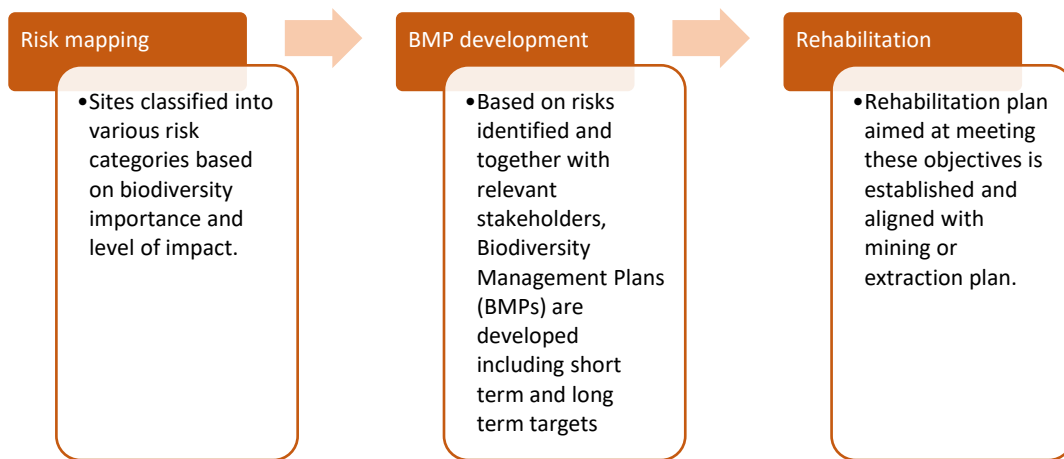 Risk mapping
•Sites classified into
various risk
categories based
on biodiversity
importance and
level of impact.
BMP development
•Based on risks
identified and
together with
relevant
stakeholders,
Biodiversity
Management Plans
(BMPs) are
developed
including short
term and long
term targets
Rehabilitation
•Rehabilitation plan
aimed at meeting
these objectives is
established and
aligned with
mining or
extraction plan.